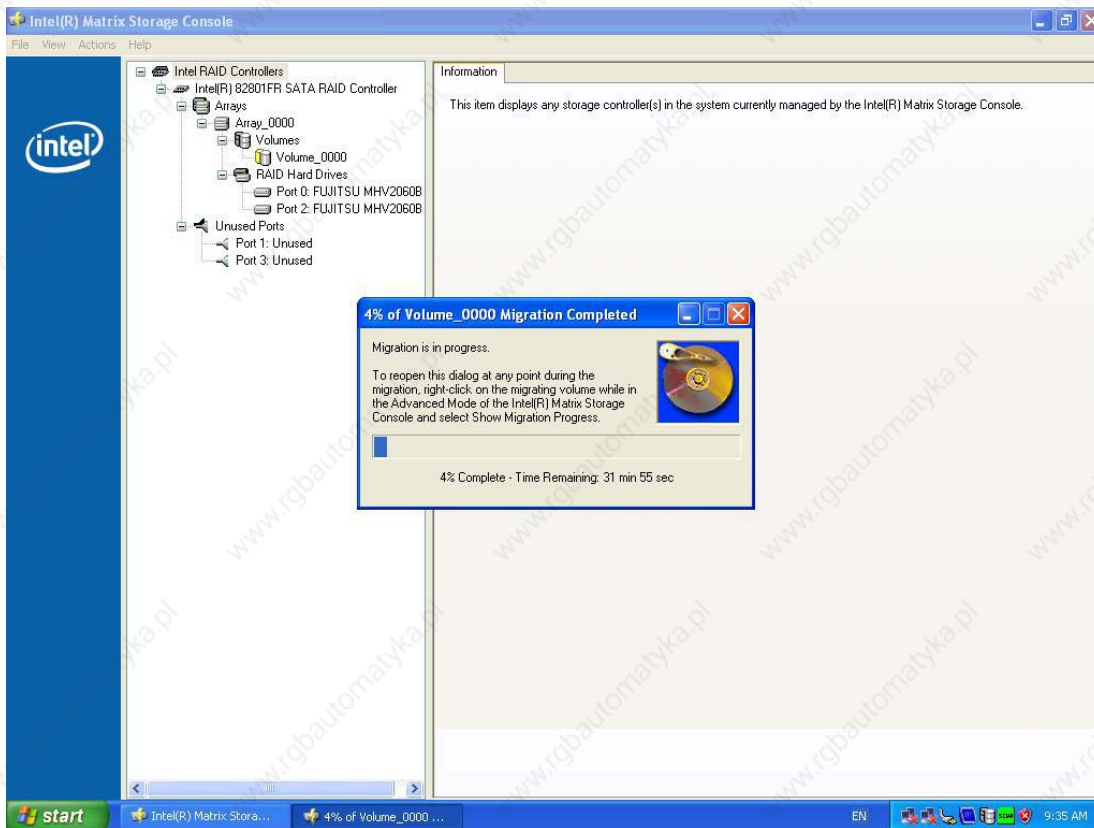 Intel(R) Matrix Storage Console
File View Actions Help
intel
Intel RAID Controllers
Intel(R) 82801FR SATA RAID Controller
Arrays
Array_0000
Volumes
Volume_0000
RAID Hard Drives
Port 0: FUJITSU MHV2060B
Port 2: FUJITSU MHV2060B
Unused Ports
Port 1: Unused
Port 3: Unused
Information
This item displays any storage controller(s) in the system currently managed by the Intel(R) Matrix Storage Console.
4% of Volume_0000 Migration Completed
Migration is in progress.
To reopen this dialog at any point during the
migration, right-click on the migrating volume while in
the Advanced Mode of the Intel(R) Matrix Storage
Console and select Show Migration Progress.
4% Complete - Time Remaining: 31 min 55 sec
start
Intel(R) Matrix Stora...
4% of Volume_0000 ...
EN
9:35 AM
www.rgbautomatyka.pl